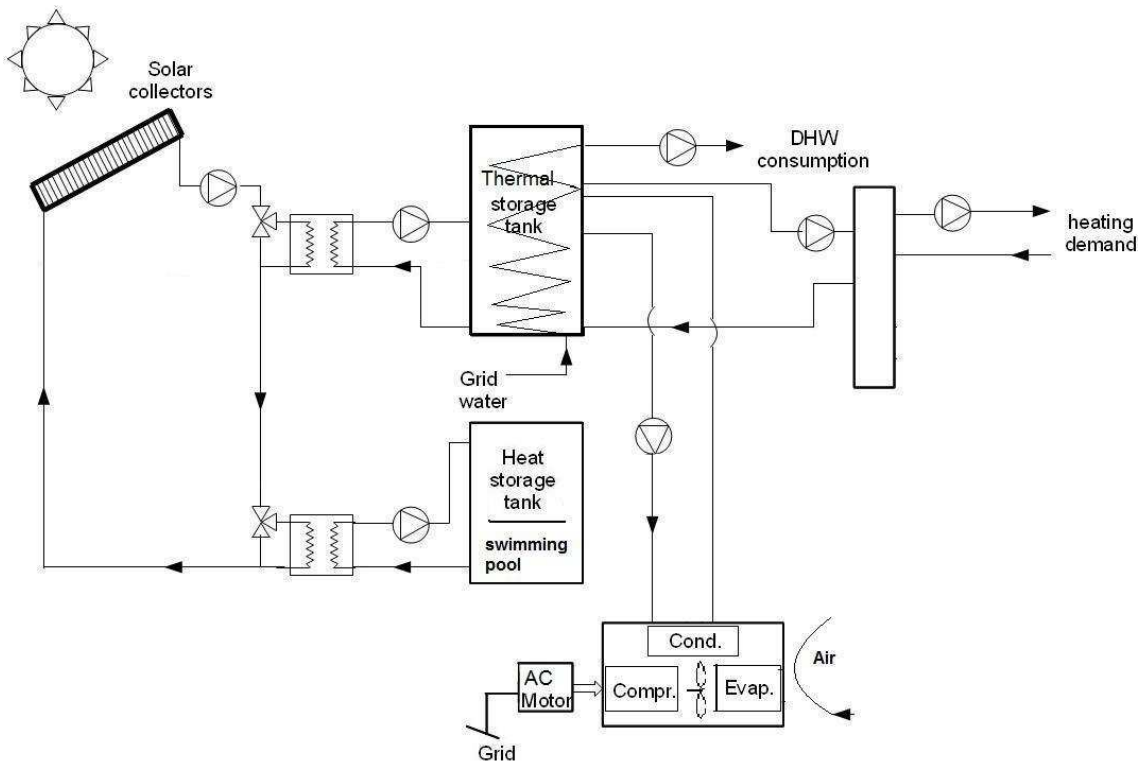 Solar
collectors
DHW
consumption
Thermal
storage
tank
heating
demand
Grid
water
Heat
storage
tank
swimming
pool
Cond.
Air
AC
Motor
Compr.
Evap.
Grid